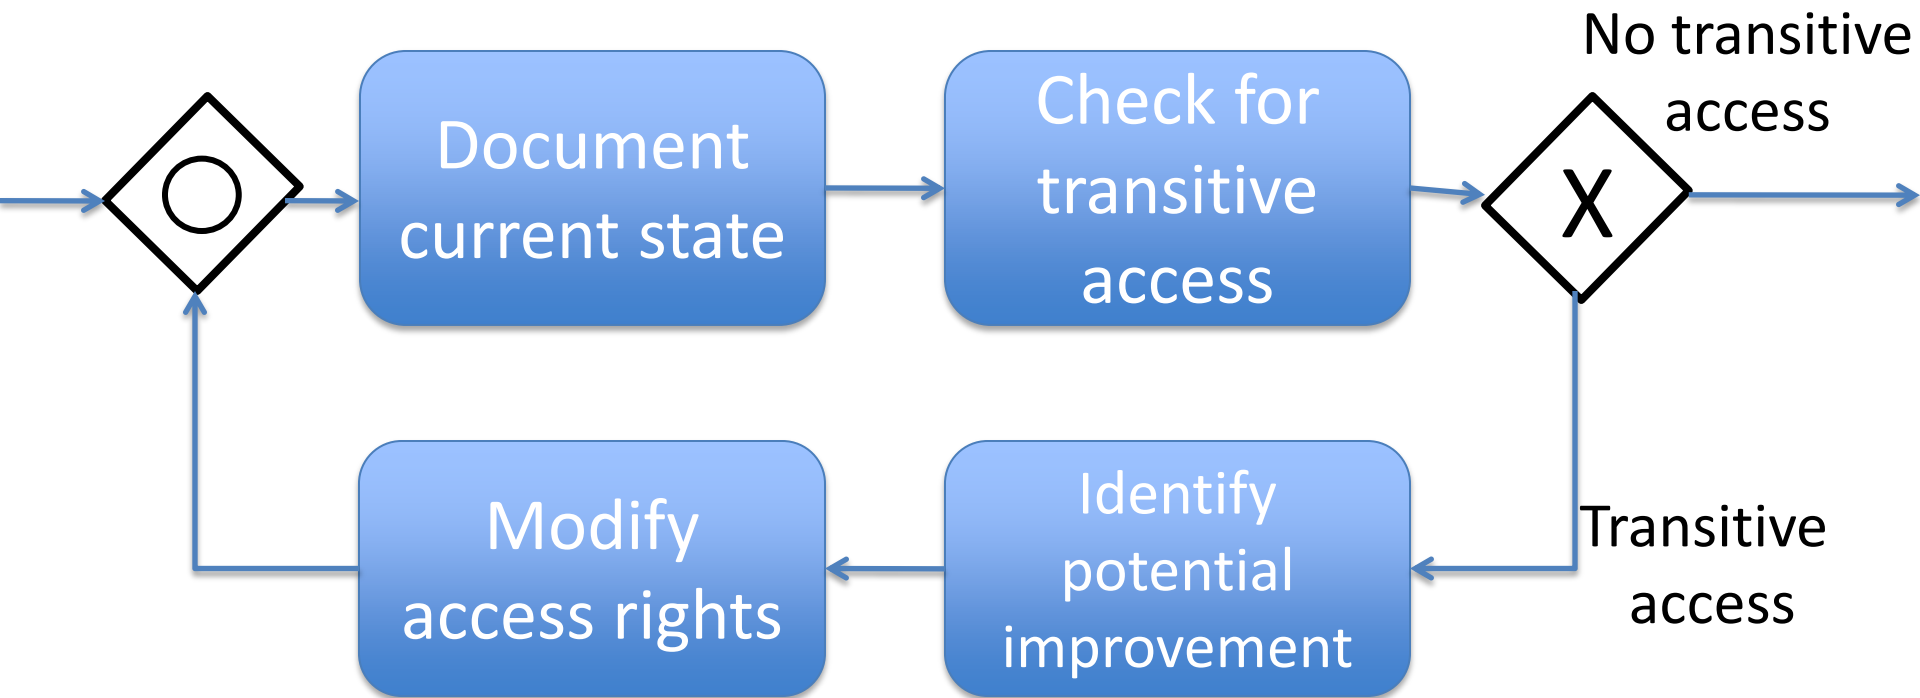 Document
current state
Check for
transitive
access
No transitive
access
X
Transitive
access
Identify
potential
improvement
Modify
access rights